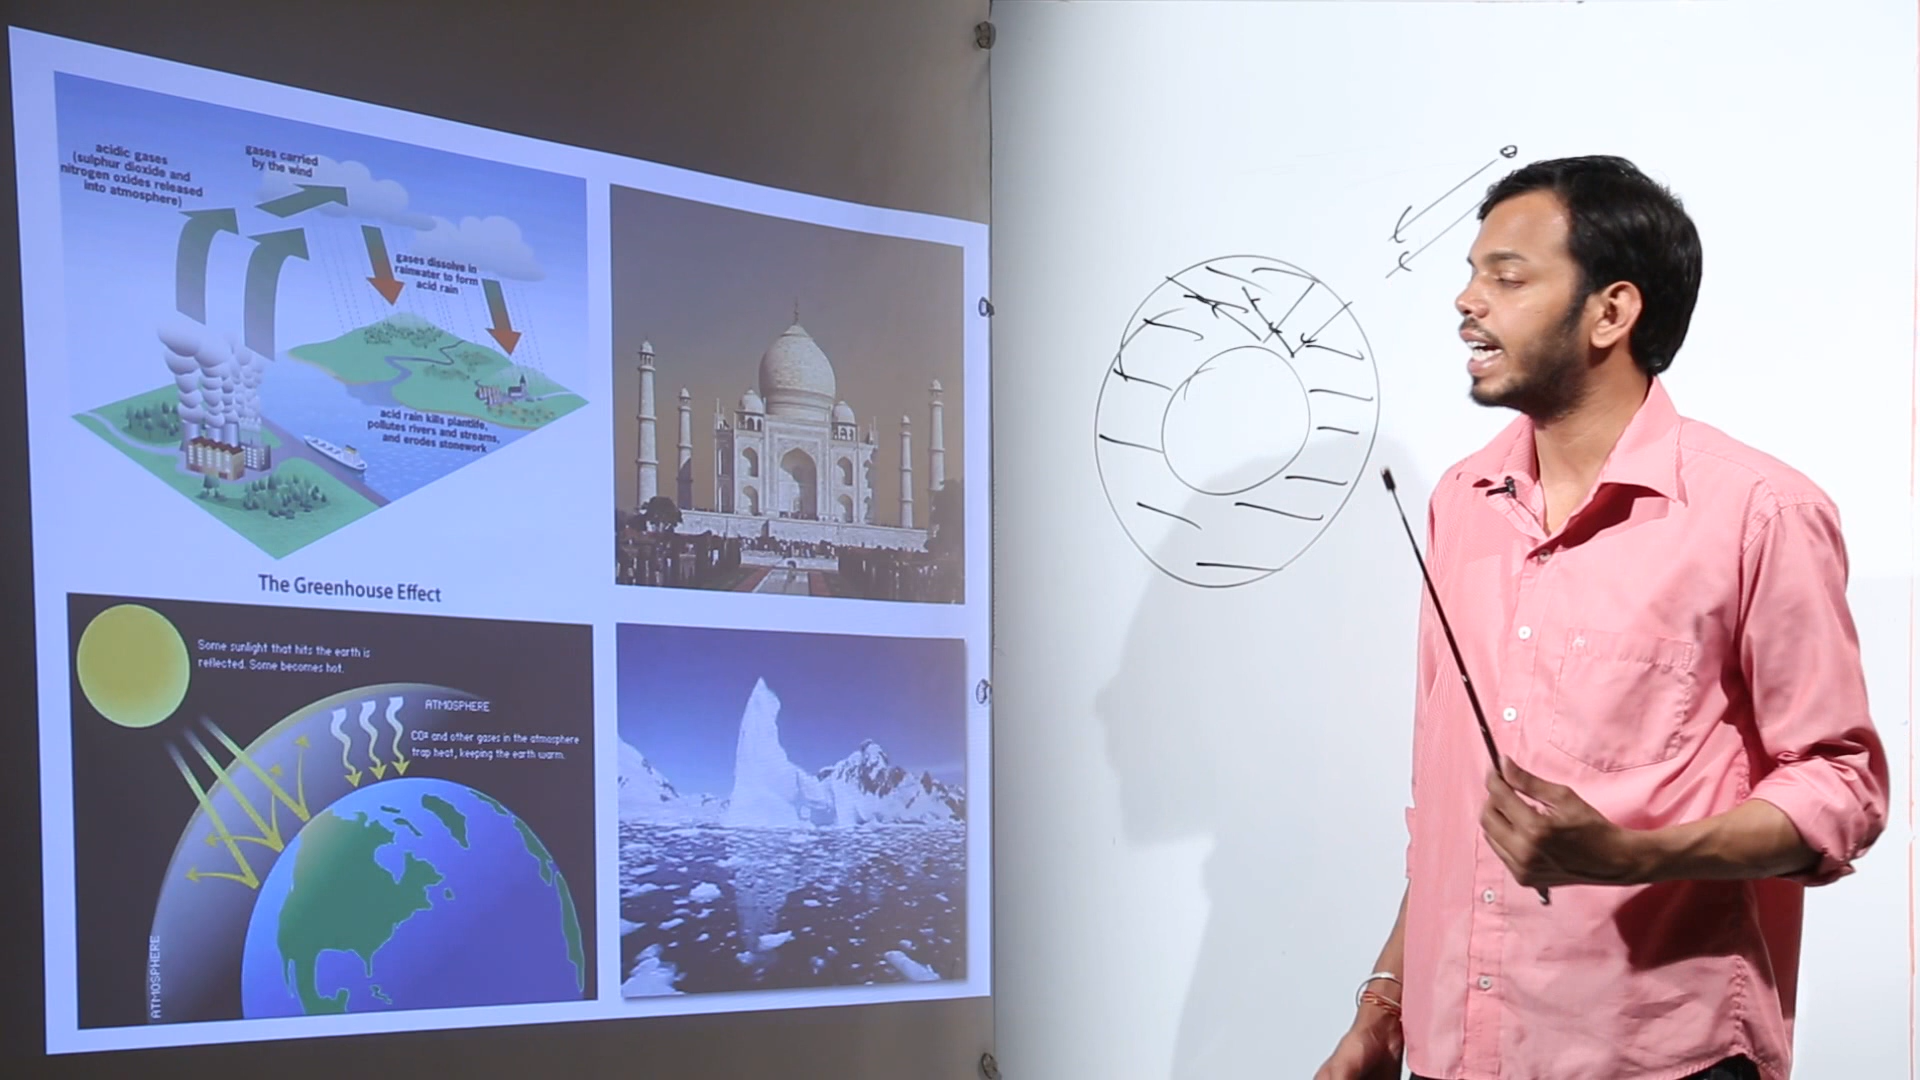 acidic gases
(sulphur dioxide and
nitrogen oxides released
into atmosphere)
gases carried
by the wind
gases dissolve in
rainwater to form
acid rain
acid rain kills plantlife,
pollutes rivers and streams,
and erodes stonework
The Greenhouse Effect
Some sunlight that hits the earth is
reflected. Some becomes hot.
ATMOSPHERE
CO² and other gases in the atmosphere
trap heat, keeping the earth warm.
ATMOSPHERE